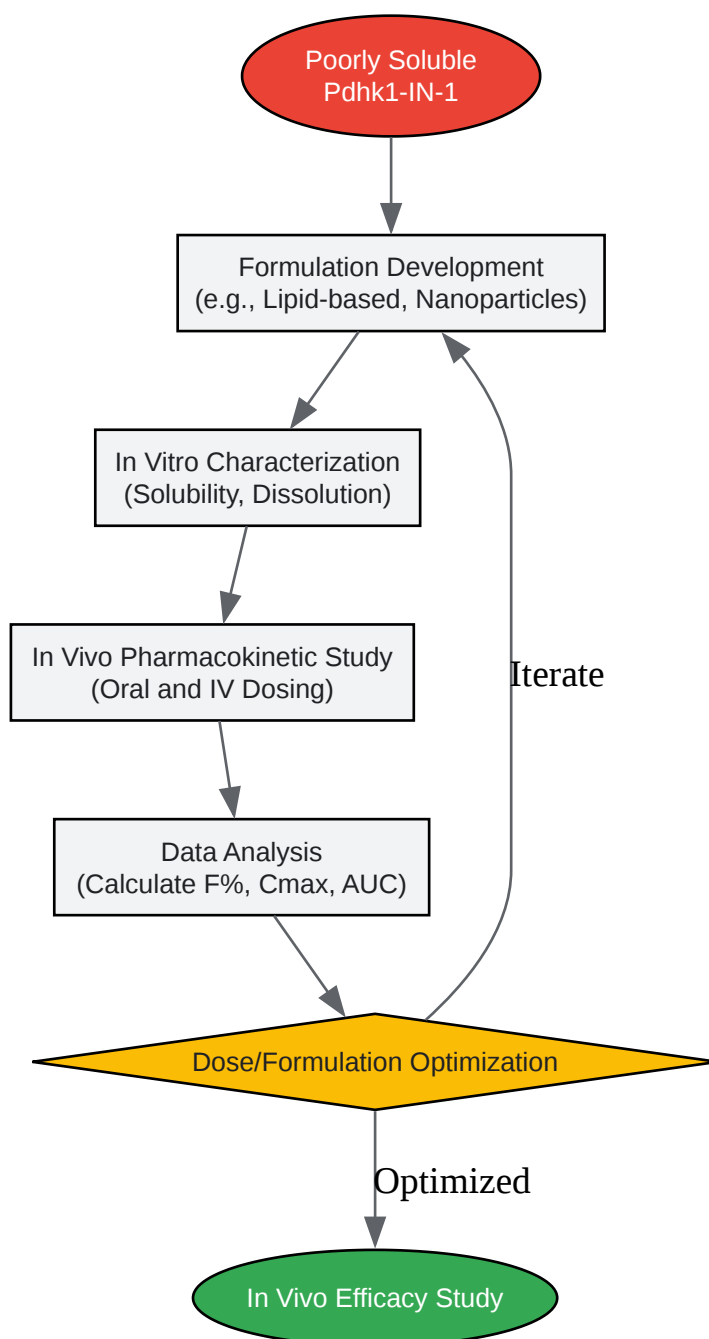 Poorly Soluble
Pdhk1-IN-1
Formulation Development
(e.g., Lipid-based, Nanoparticles)
In Vitro Characterization
(Solubility, Dissolution)
In Vivo Pharmacokinetic Study
(Oral and IV Dosing)
Iterate
Data Analysis
(Calculate F%, Cmax, AUC)
Dose/Formulation Optimization
Optimized
In Vivo Efficacy Study